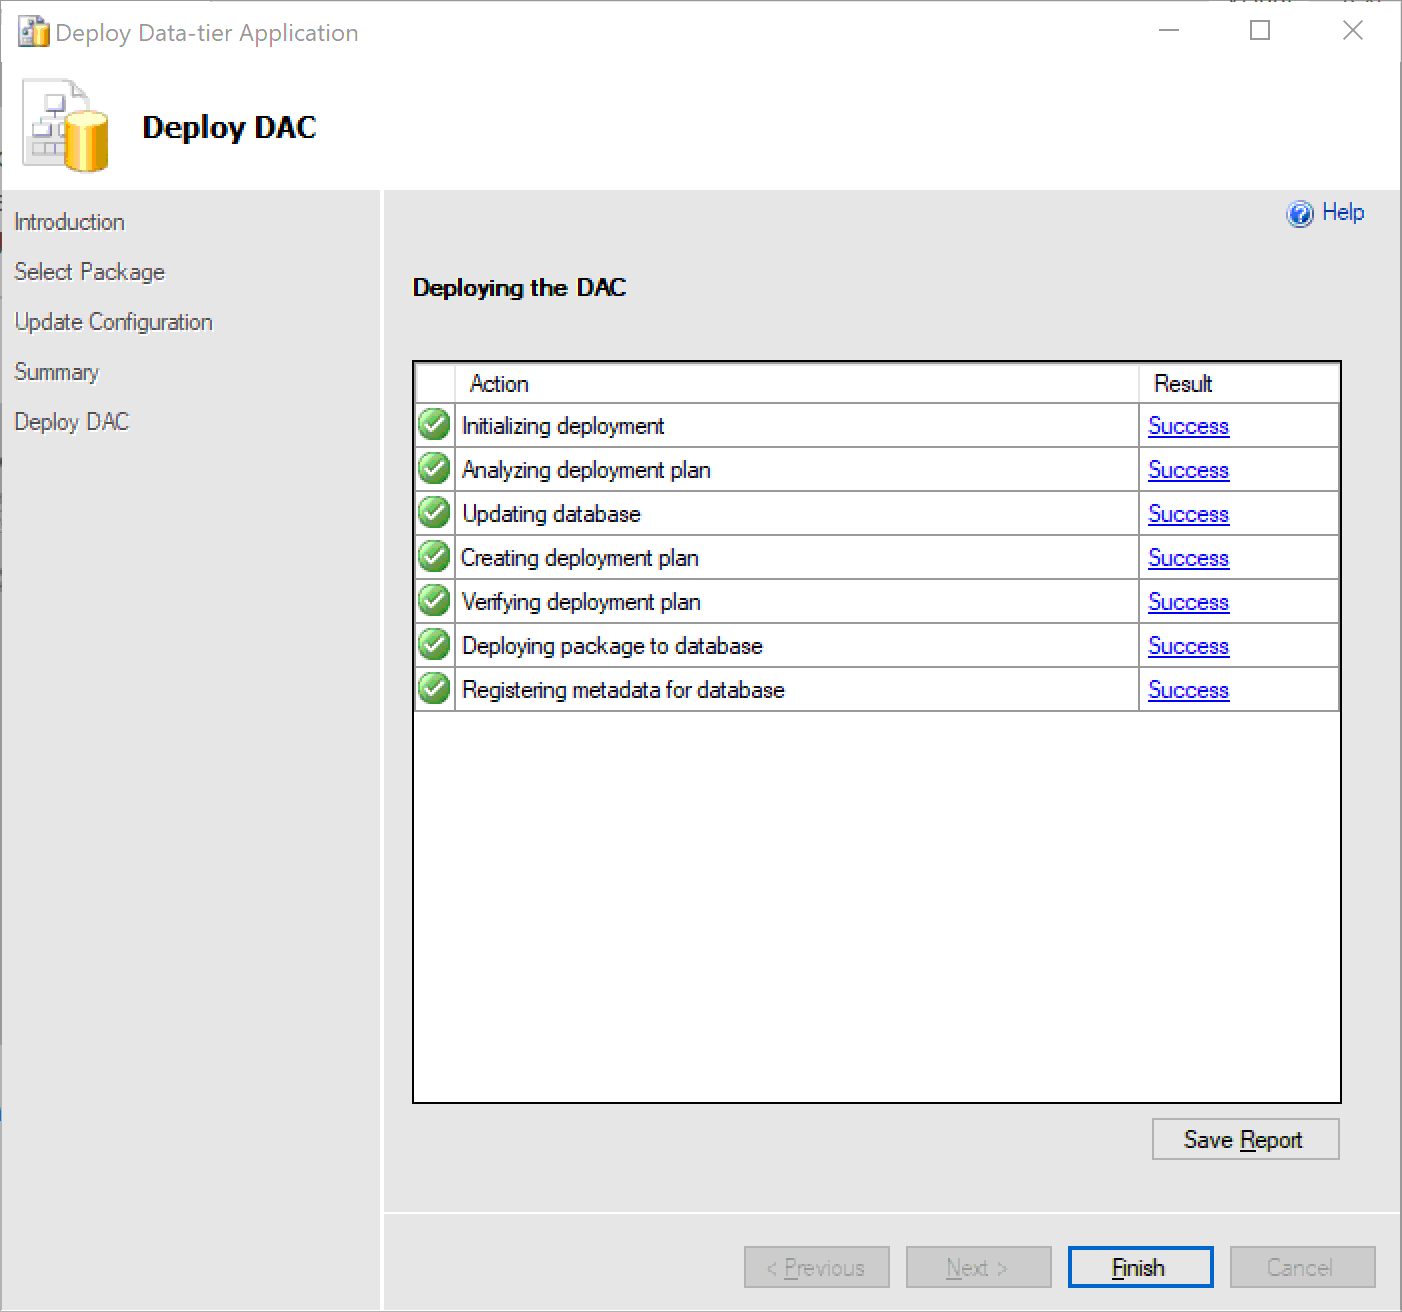 Deploy Data-tier Application
Deploy DAC
Introduction
Select Package
Update Configuration
Summary
Deploy DAC
Help
Deploying the DAC
Action Result
Initializing deployment Success
Analyzing deployment plan Success
Updating database Success
Creating deployment plan Success
Verifying deployment plan Success
Deploying package to database Success
Registering metadata for database Success
Save Report
< Previous Next > Finish Cancel